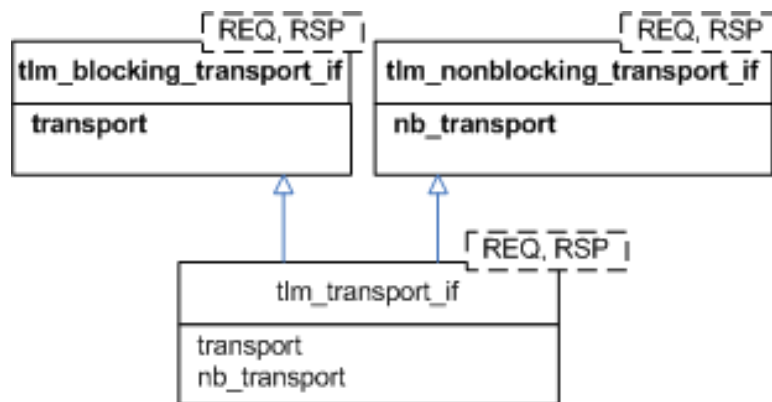 REQ, RSP
tlm_blocking_transport_if
transport
REQ, RSP
tlm_nonblocking_transport_if
nb_transport
REQ, RSP
tlm_transport_if
transport
nb_transport